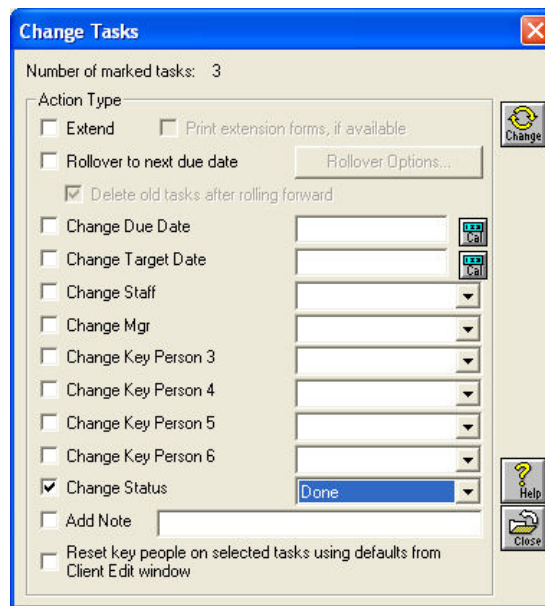 Change Tasks
Number of marked tasks: 3
Action Type
Extend Print extension forms, if available
Change
Rollover to next due date Rollover Options...
Delete old tasks after rolling forward
Change Due Date Cal
Change Target Date Cal
Change Staff
Change Mgr
Change Key Person 3
Change Key Person 4
Change Key Person 5
Change Key Person 6
Change Status Done
Help
Add Note
Close
Reset key people on selected tasks using defaults from
Client Edit window